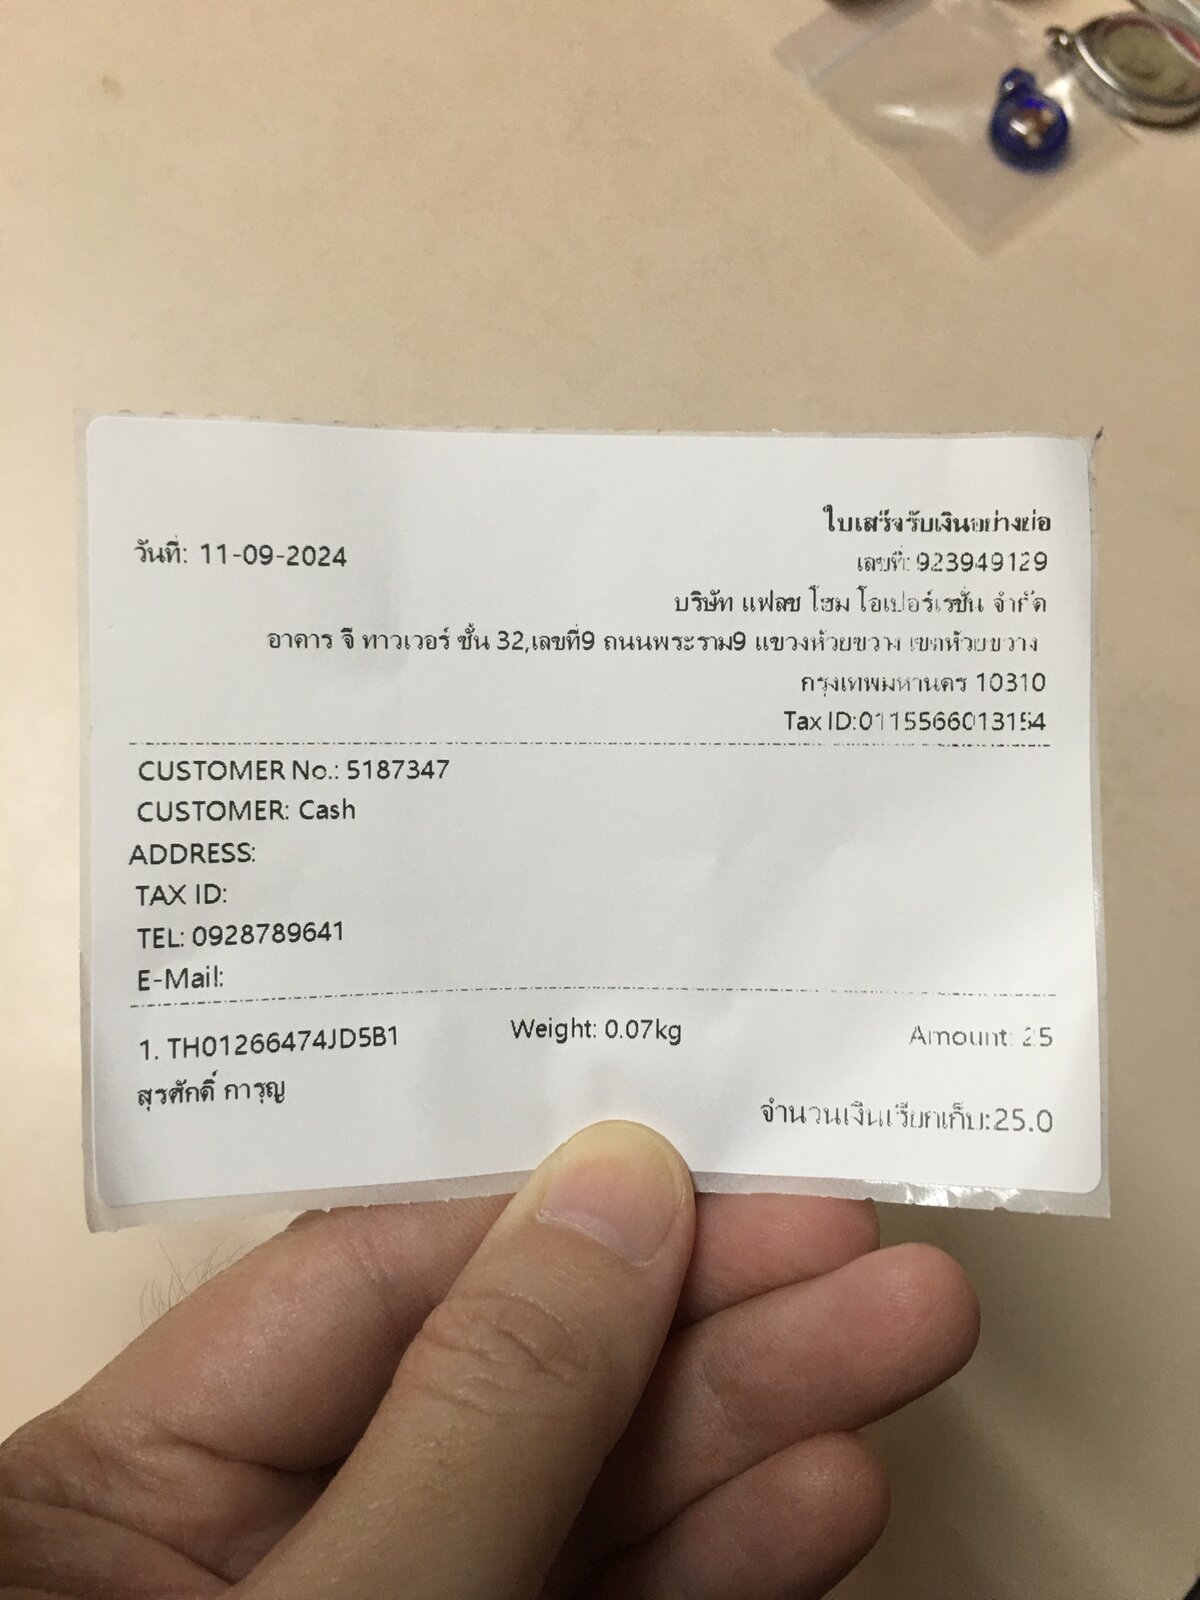 ใบเสร็จรับเงินอย่างย่อ
วันที่: 11-09-2024
เลขที่: 923949129
บริษัท แฟลช โฮม โอเปอร์เรชั่น จำกัด
อาคาร จี ทาวเวอร์ ชั้น 32,เลขที่9 ถนนพระราม9 แขวงห้วยขวาง เขตห้วยขวาง
กรุงเทพมหานคร 10310
Tax ID:0115566013154
CUSTOMER No.: 5187347
CUSTOMER: Cash
ADDRESS:
TAX ID:
TEL: 0928789641
E-Mail:
1. TH01266474JD5B1 Weight: 0.07kg Amount: 25
สุรศักดิ์ การุญ
จำนวนเงินเรียกเก็บ:25.0